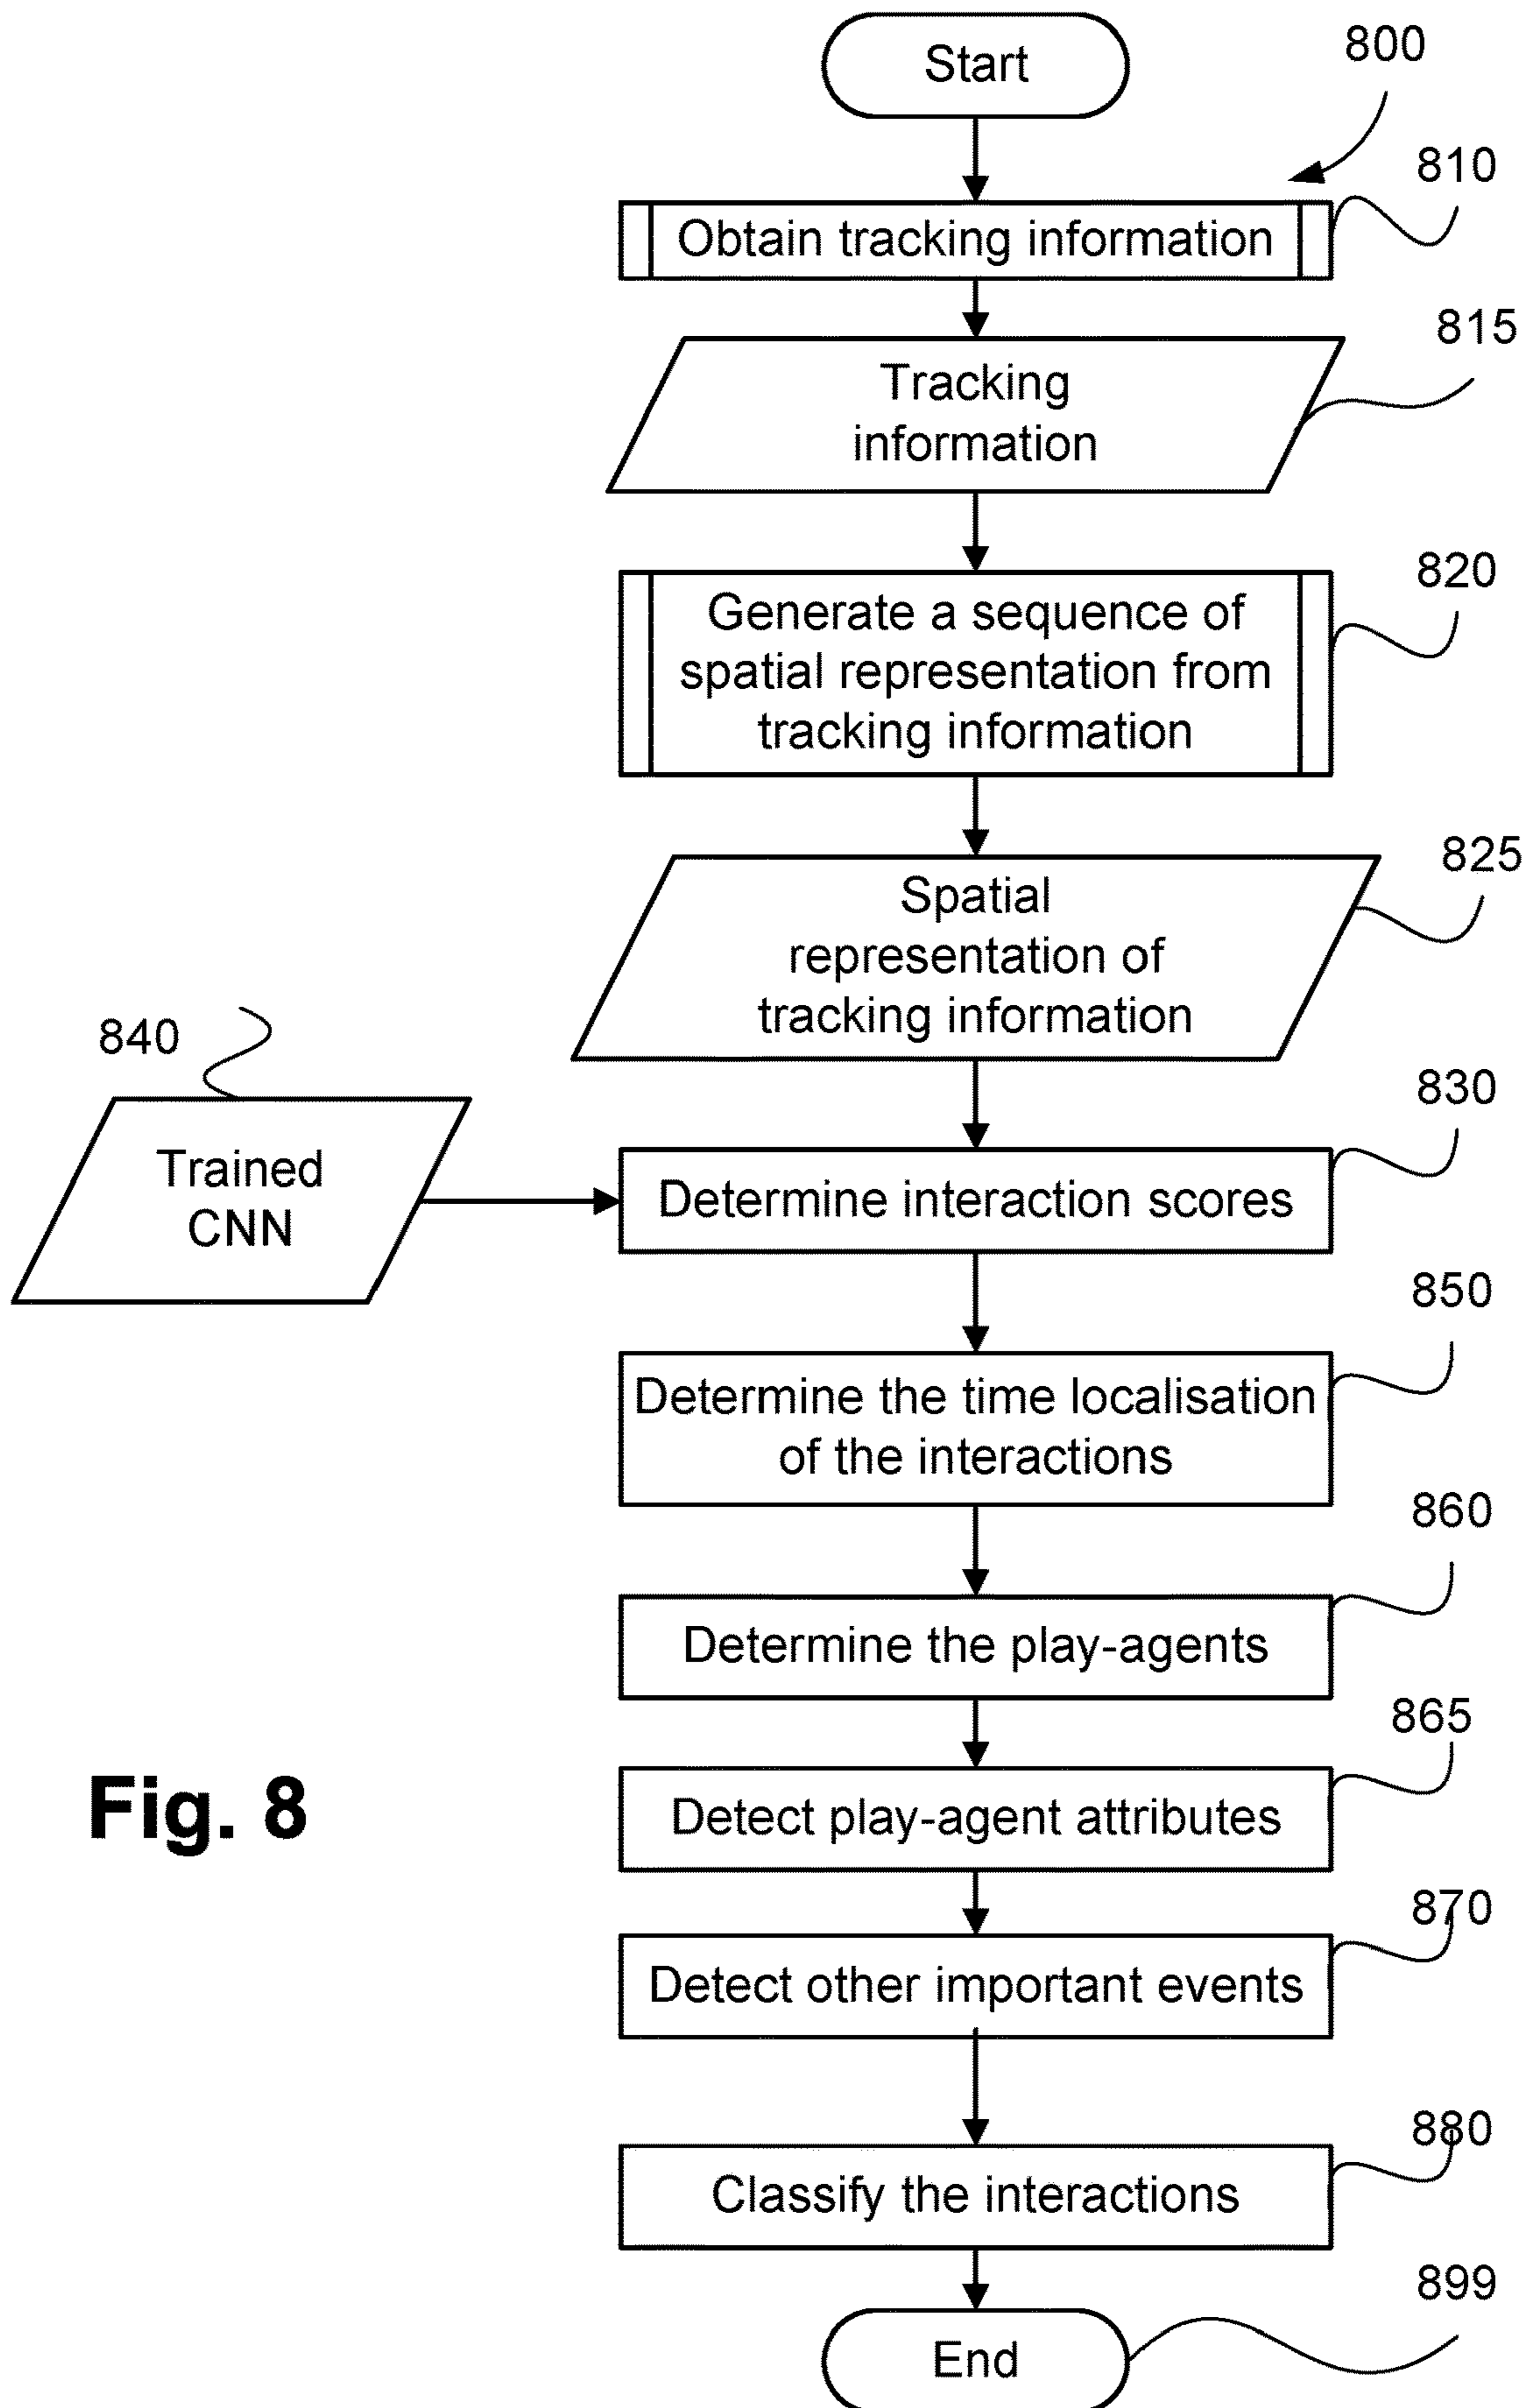 Start
800
810
Obtain tracking information
815
Tracking
information
820
Generate a sequence of
spatial representation from
tracking information
825
Spatial
representation of
tracking information
840
830
Trained
CNN
Determine interaction scores
850
Determine the time localisation
of the interactions
860
Determine the play-agents
865
Fig. 8
Detect play-agent attributes
870
Detect other important events
880
Classify the interactions
899
End